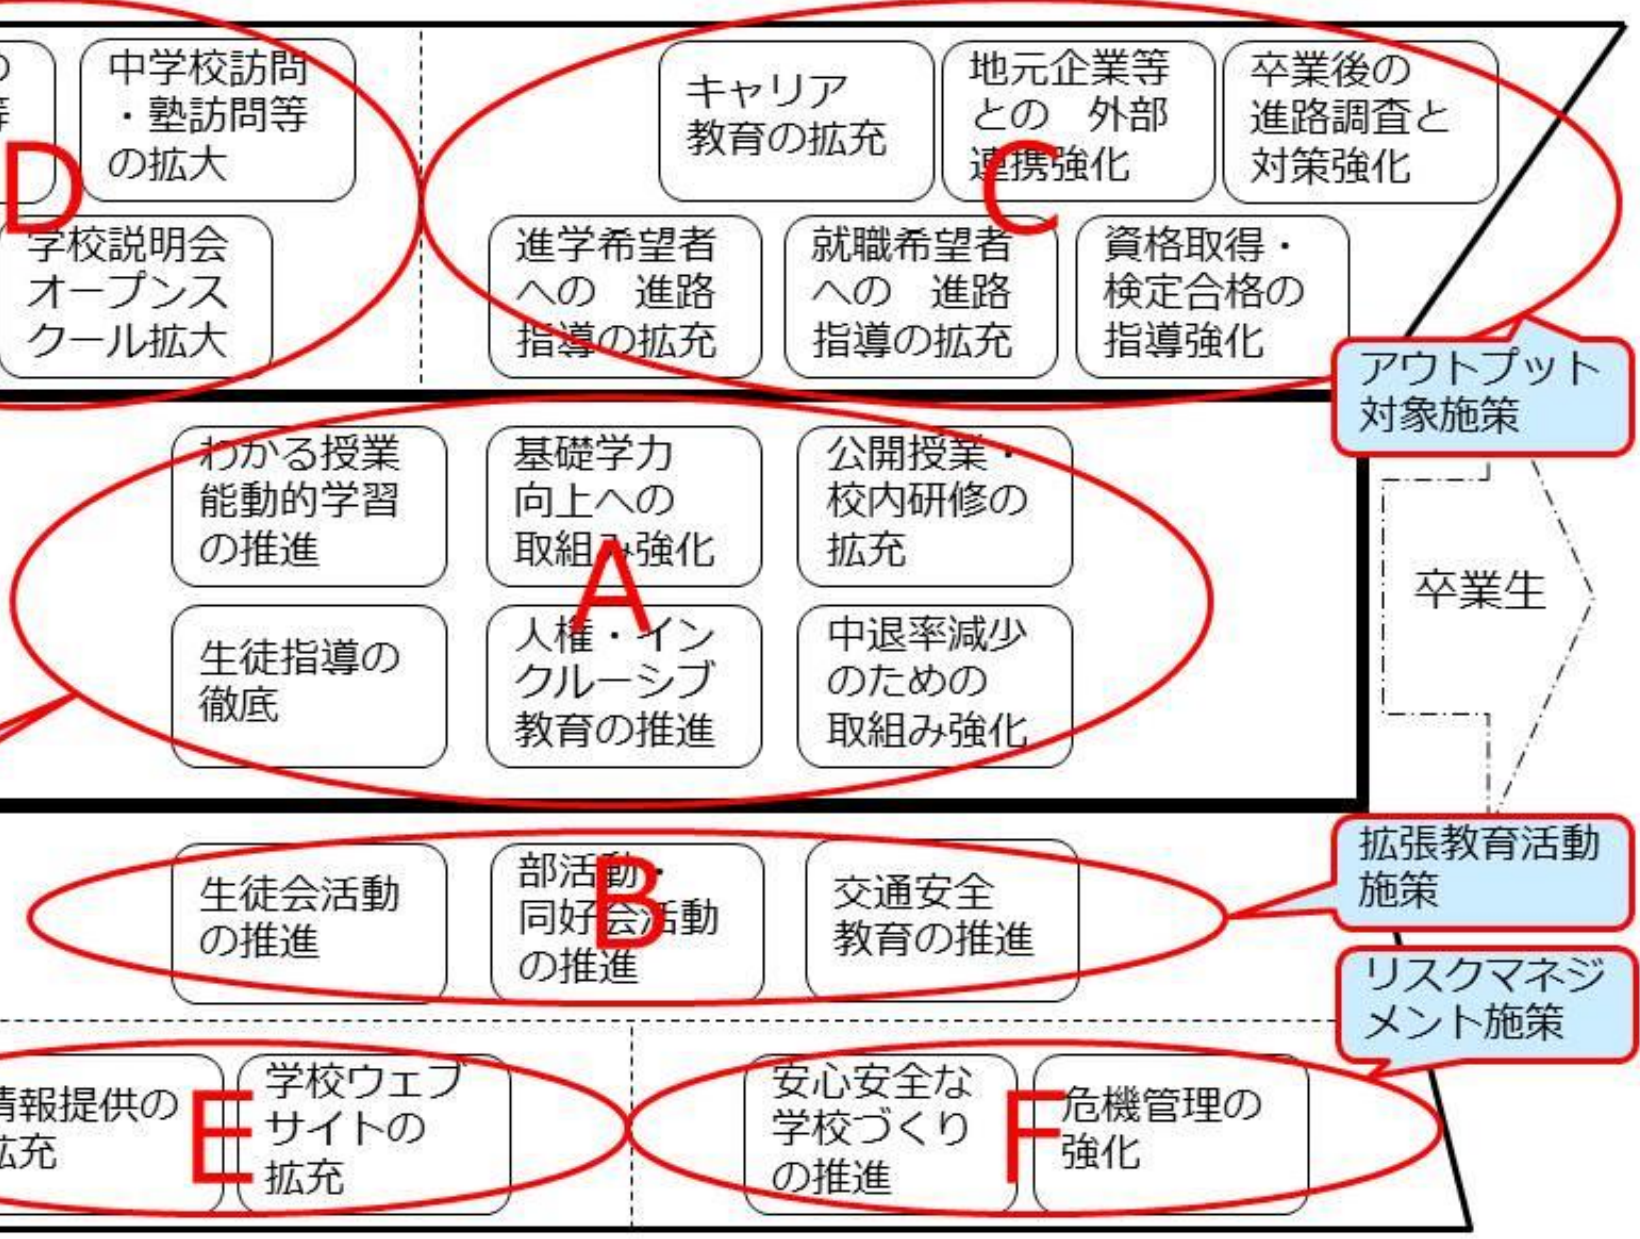 の
等
中学校訪問
・塾訪問等
の拡大
D
学校説明会
オープンス
クール拡大
キャリア
教育の拡充
地元企業等
との　外部
連携強化
卒業後の
進路調査と
対策強化
C
進学希望者
への　進路
指導の拡充
就職希望者
への　進路
指導の拡充
資格取得・
検定合格の
指導強化
アウトプット
対象施策
わかる授業
能動的学習
の推進
基礎学力
向上への
取組み強化
公開授業・
校内研修の
拡充
A
生徒指導の
徹底
人権・イン
クルーシブ
教育の推進
中退率減少
のための
取組み強化
卒業生
生徒会活動
の推進
部活動・
同好会活動
の推進
B
交通安全
教育の推進
拡張教育活動
施策
リスクマネジ
メント施策
情報提供の
拡充
E
学校ウェブ
サイトの
拡充
安心安全な
学校づくり
の推進
F
危機管理の
強化